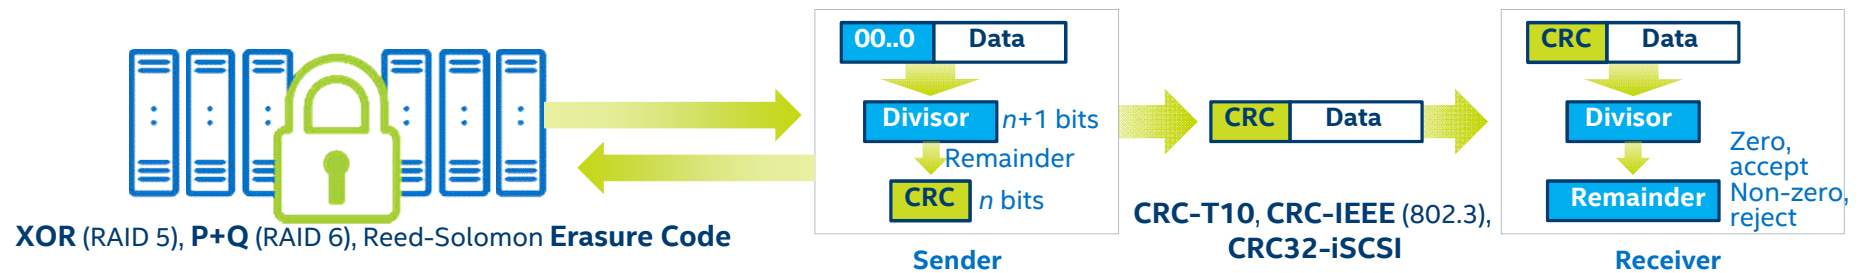 XOR (RAID 5), P+Q (RAID 6), Reed-Solomon Erasure Code
00..0 Data
Divisor n+1 bits
Remainder
CRC n bits
Sender
CRC Data
CRC-T10, CRC-IEEE (802.3),
CRC32-iSCSI
CRC Data
Divisor
Remainder
Zero,
accept
Non-zero,
reject
Receiver